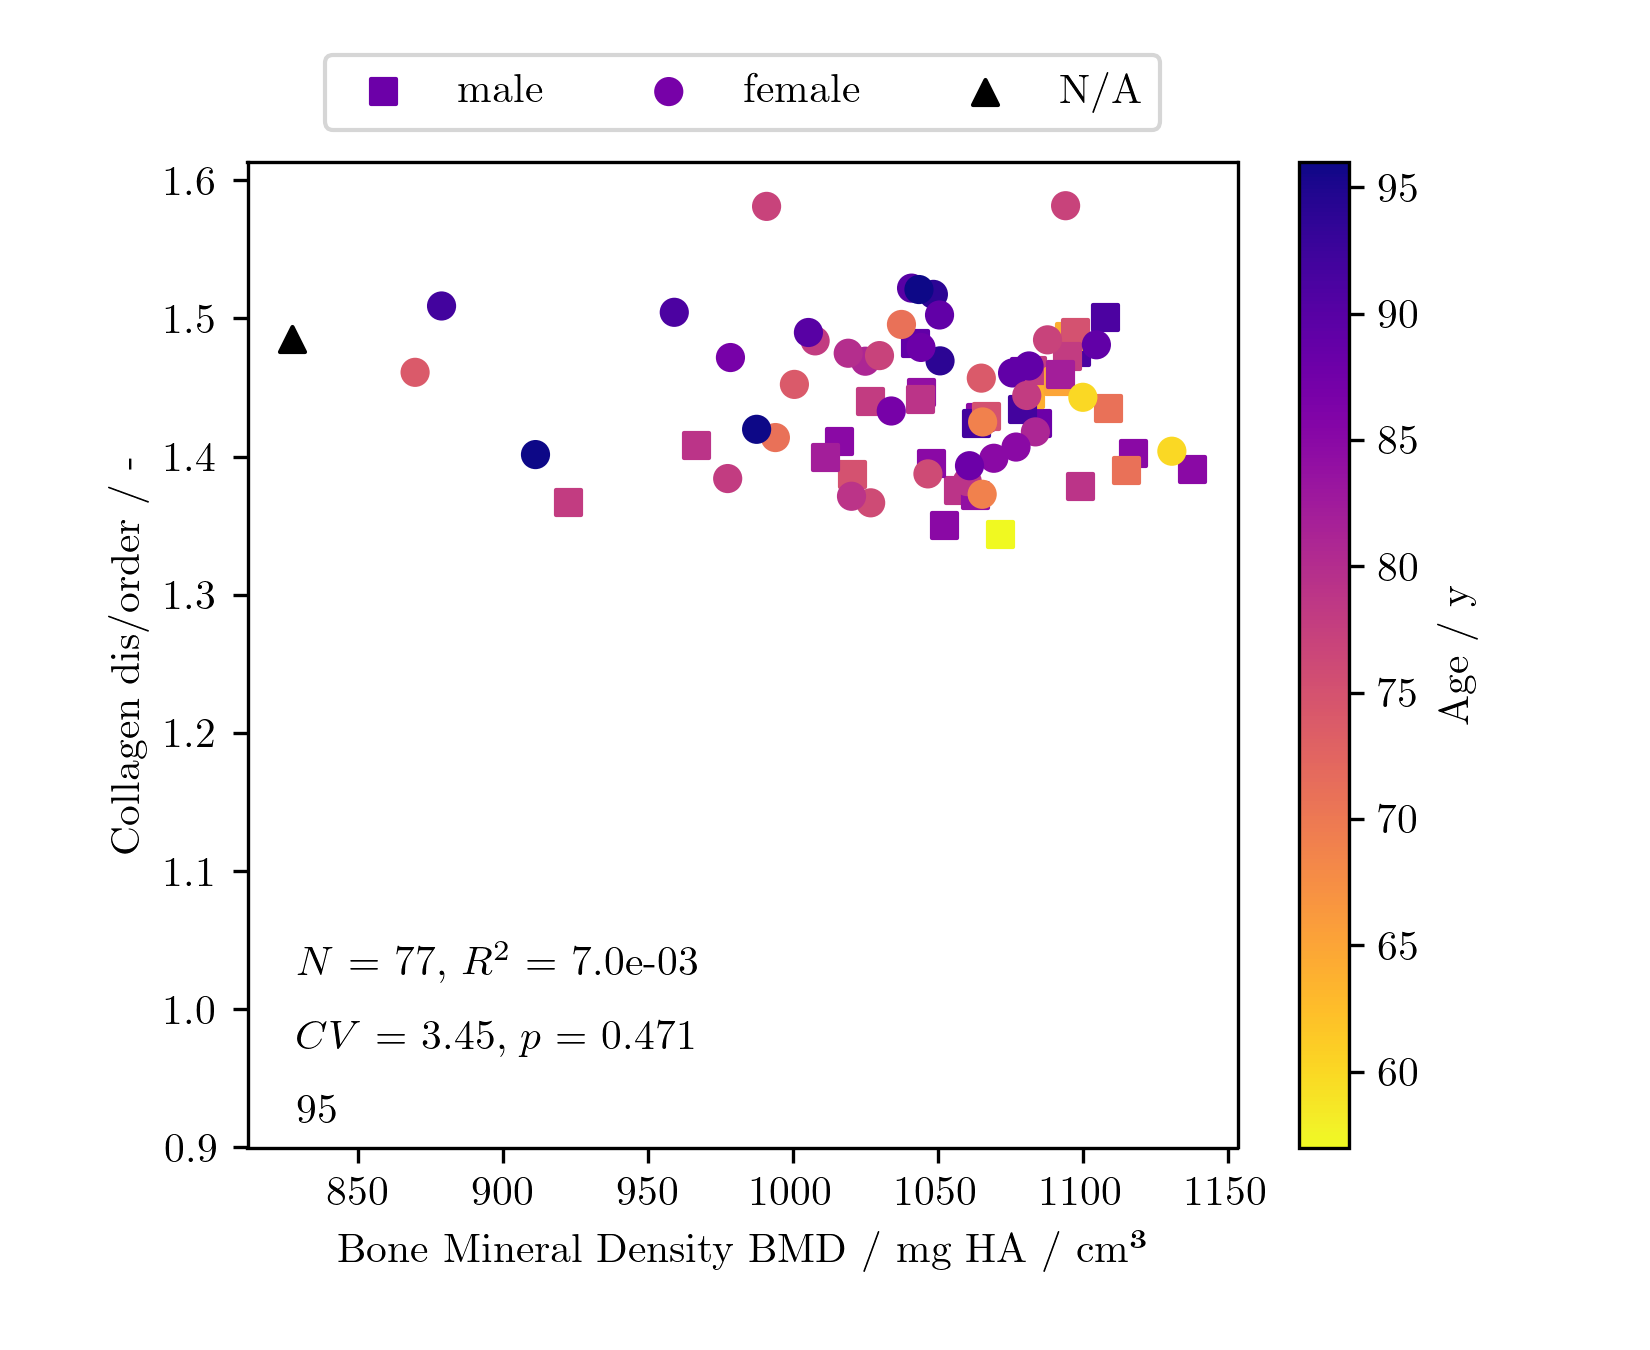 male female N/A
1.6
1.5
1.4
1.3
1.2
1.1
1.0
0.9
Collagen dis/order / -
N = 77, R² = 7.0e-03
CV = 3.45, p = 0.471
95
850 900 950 1000 1050 1100 1150
Bone Mineral Density BMD / mg HA / cm³
95
90
85
80
75
70
65
60
Age / y